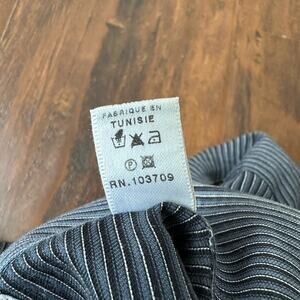 FABRIQUE EN
TUNISIE
P
RN.103709